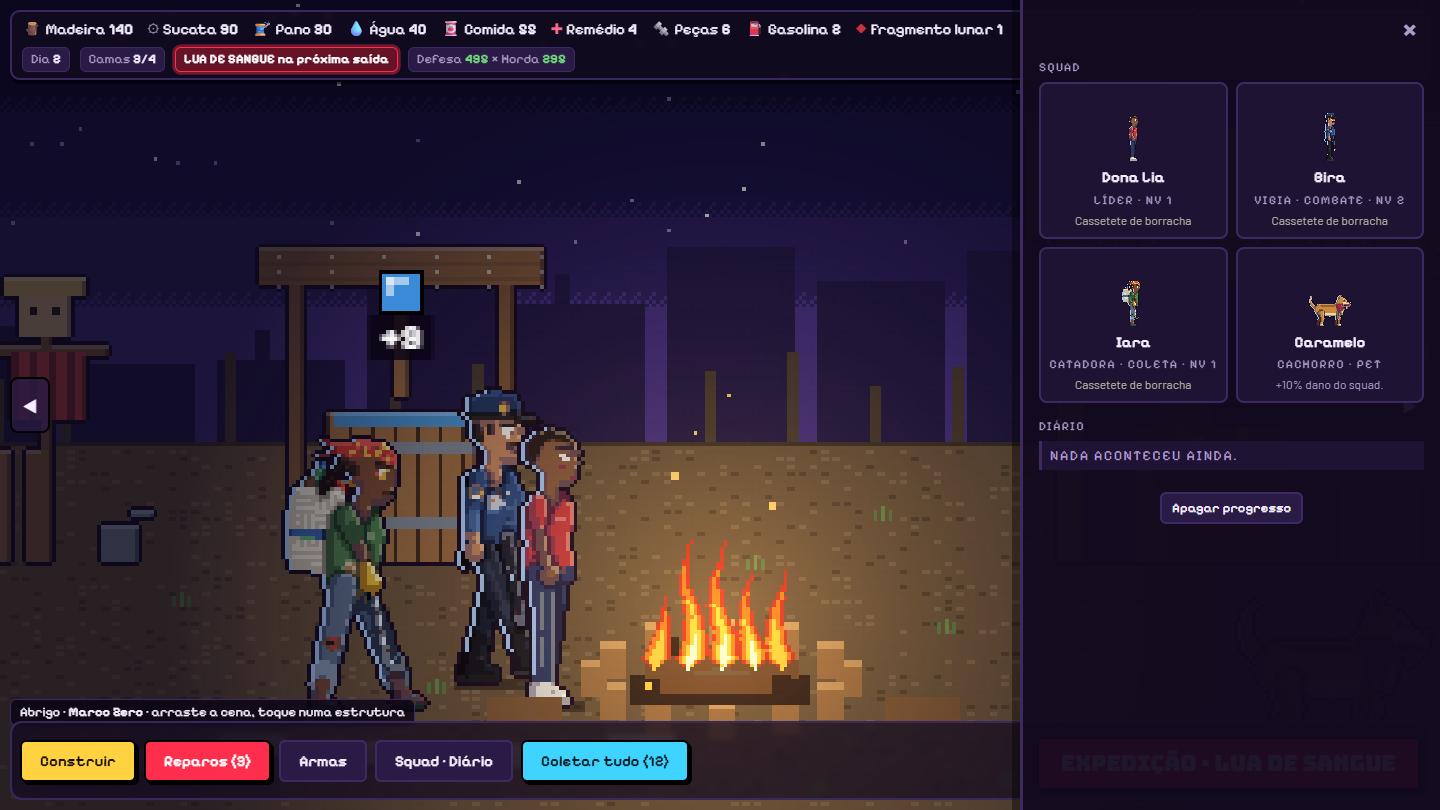 Madeira 140 Sucata 90 Pano 90 Água 40 Comida 88 Remédio 4 Peças 6 Gasolina 2 Fragmento lunar 1
Dia 2 Camas 3/4 LUA DE SANGUE na próxima saída Defesa 498 × Horda 298
SQUAD
Dona Lia
LÍDER · NV 1
Cassetete de borracha
Bira
VIGIA · COMBATE · NV 2
Cassetete de borracha
Iara
CATADORA · COLETA · NV 1
Cassetete de borracha
Caramelo
CACHORRO · PET
+10% dano do squad.
DIÁRIO
NADA ACONTECEU AINDA.
Apagar progresso
+8
Abrigo · Marco Zero · arraste a cena, toque numa estrutura
Construir
Reparos (3)
Armas
Squad · Diário
Coletar tudo (12)
EXPEDIÇÃO · LUA DE SANGUE